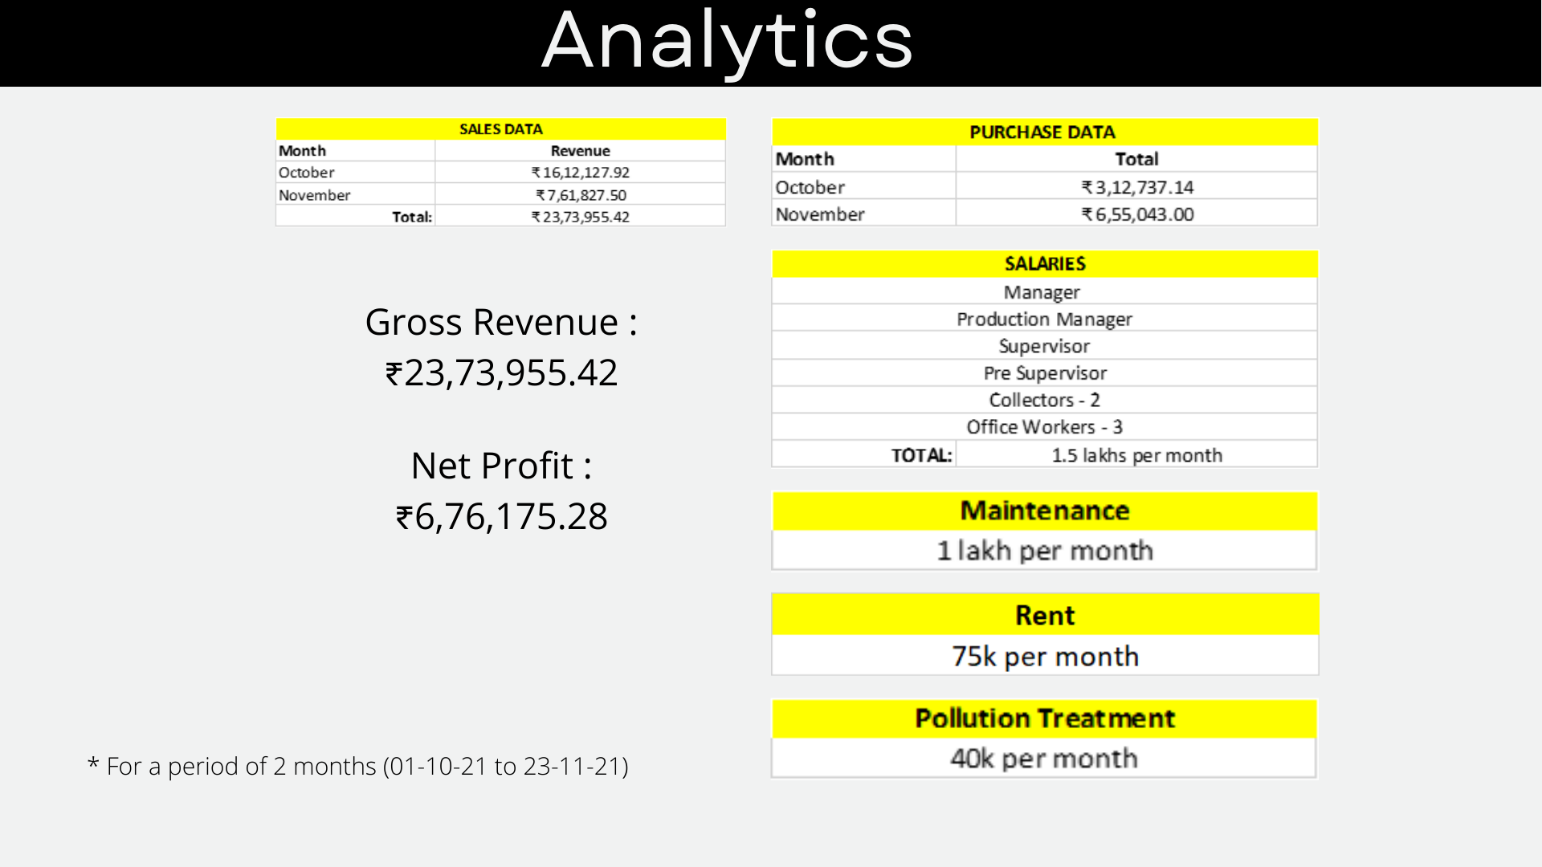 Analytics
SALES DATA
Month Revenue
October ₹ 16,12,127.92
November ₹ 7,61,827.50
Total: ₹ 23,73,955.42
Gross Revenue :
₹23,73,955.42
Net Profit :
₹6,76,175.28
* For a period of 2 months (01-10-21 to 23-11-21)
PURCHASE DATA
Month Total
October ₹ 3,12,737.14
November ₹ 6,55,043.00
SALARIES
Manager
Production Manager
Supervisor
Pre Supervisor
Collectors - 2
Office Workers - 3
TOTAL: 1.5 lakhs per month
Maintenance
1 lakh per month
Rent
75k per month
Pollution Treatment
40k per month